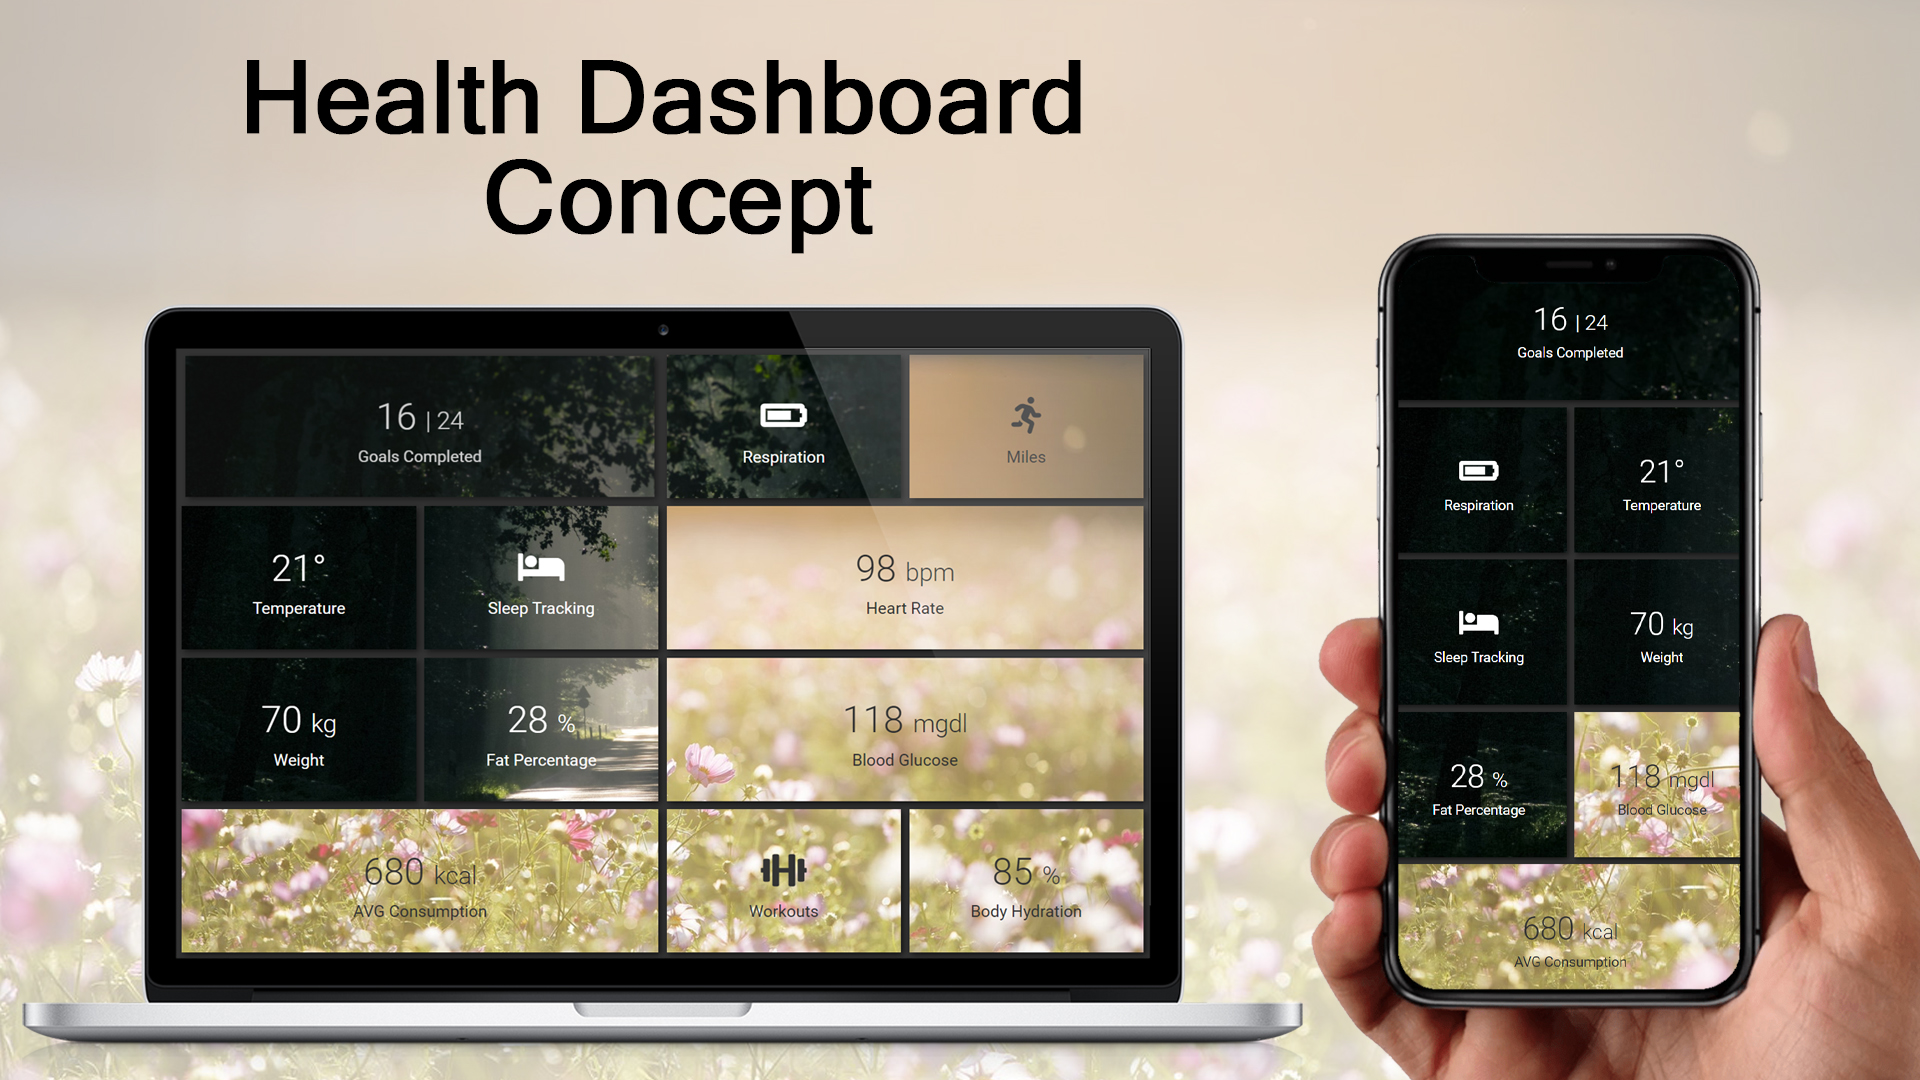 Health Dashboard
Concept
16 | 24
Goals Completed
Respiration
Miles
21°
Temperature
Sleep Tracking
98 bpm
Heart Rate
70 kg
Weight
28 %
Fat Percentage
118 mgdl
Blood Glucose
680 kcal
AVG Consumption
Workouts
85 %
Body Hydration
16 | 24
Goals Completed
Respiration
21°
Temperature
Sleep Tracking
70 kg
Weight
28 %
Fat Percentage
118 mgdl
Blood Glucose
680 kcal
AVG Consumption